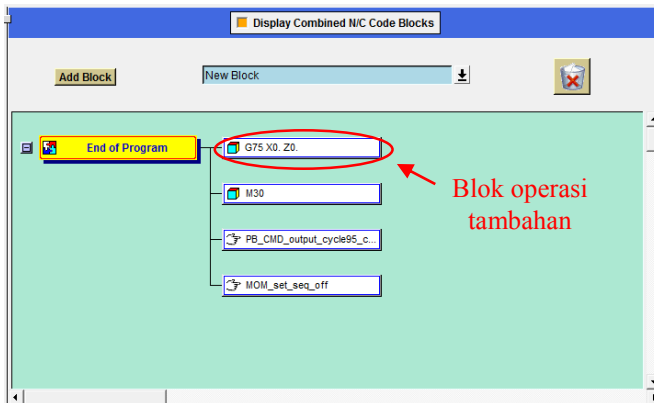 Display Combined N/C Code Blocks
Add Block
New Block
End of Program
G75 X0. Z0.
M30
PB_CMD_output_cycle95_c...
MOM_set_seq_off
Blok operasi
tambahan